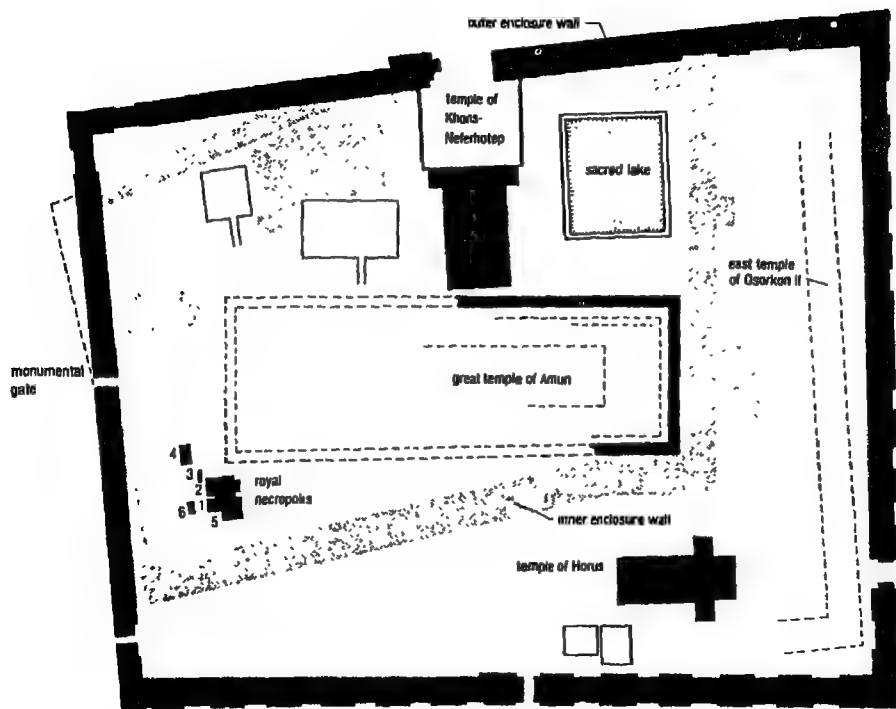 outer enclosure wall
temple of
Khons-
Neferhotep
sacred lake
east temple
of Osorkon II
monumental
gate
great temple of Amun
4
3
2
1
6
5
royal
necropolis
inner enclosure wall
temple of Horus